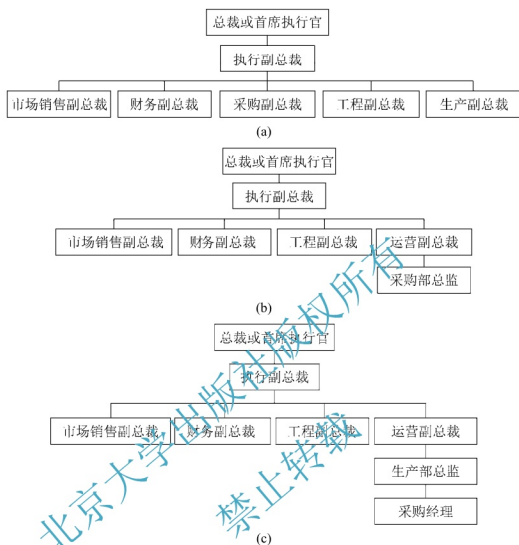 总裁或首席执行官
执行副总裁
市场销售副总裁 财务副总裁 采购副总裁 工程副总裁 生产副总裁
(a)
总裁或首席执行官
执行副总裁
市场销售副总裁 财务副总裁 工程副总裁 运营副总裁
采购部总监
(b)
总裁或首席执行官
执行副总裁
市场销售副总裁 财务副总裁 工程副总裁 运营副总裁
生产部总监
采购经理
(c)
北京大学出版社版权所有
禁止转载